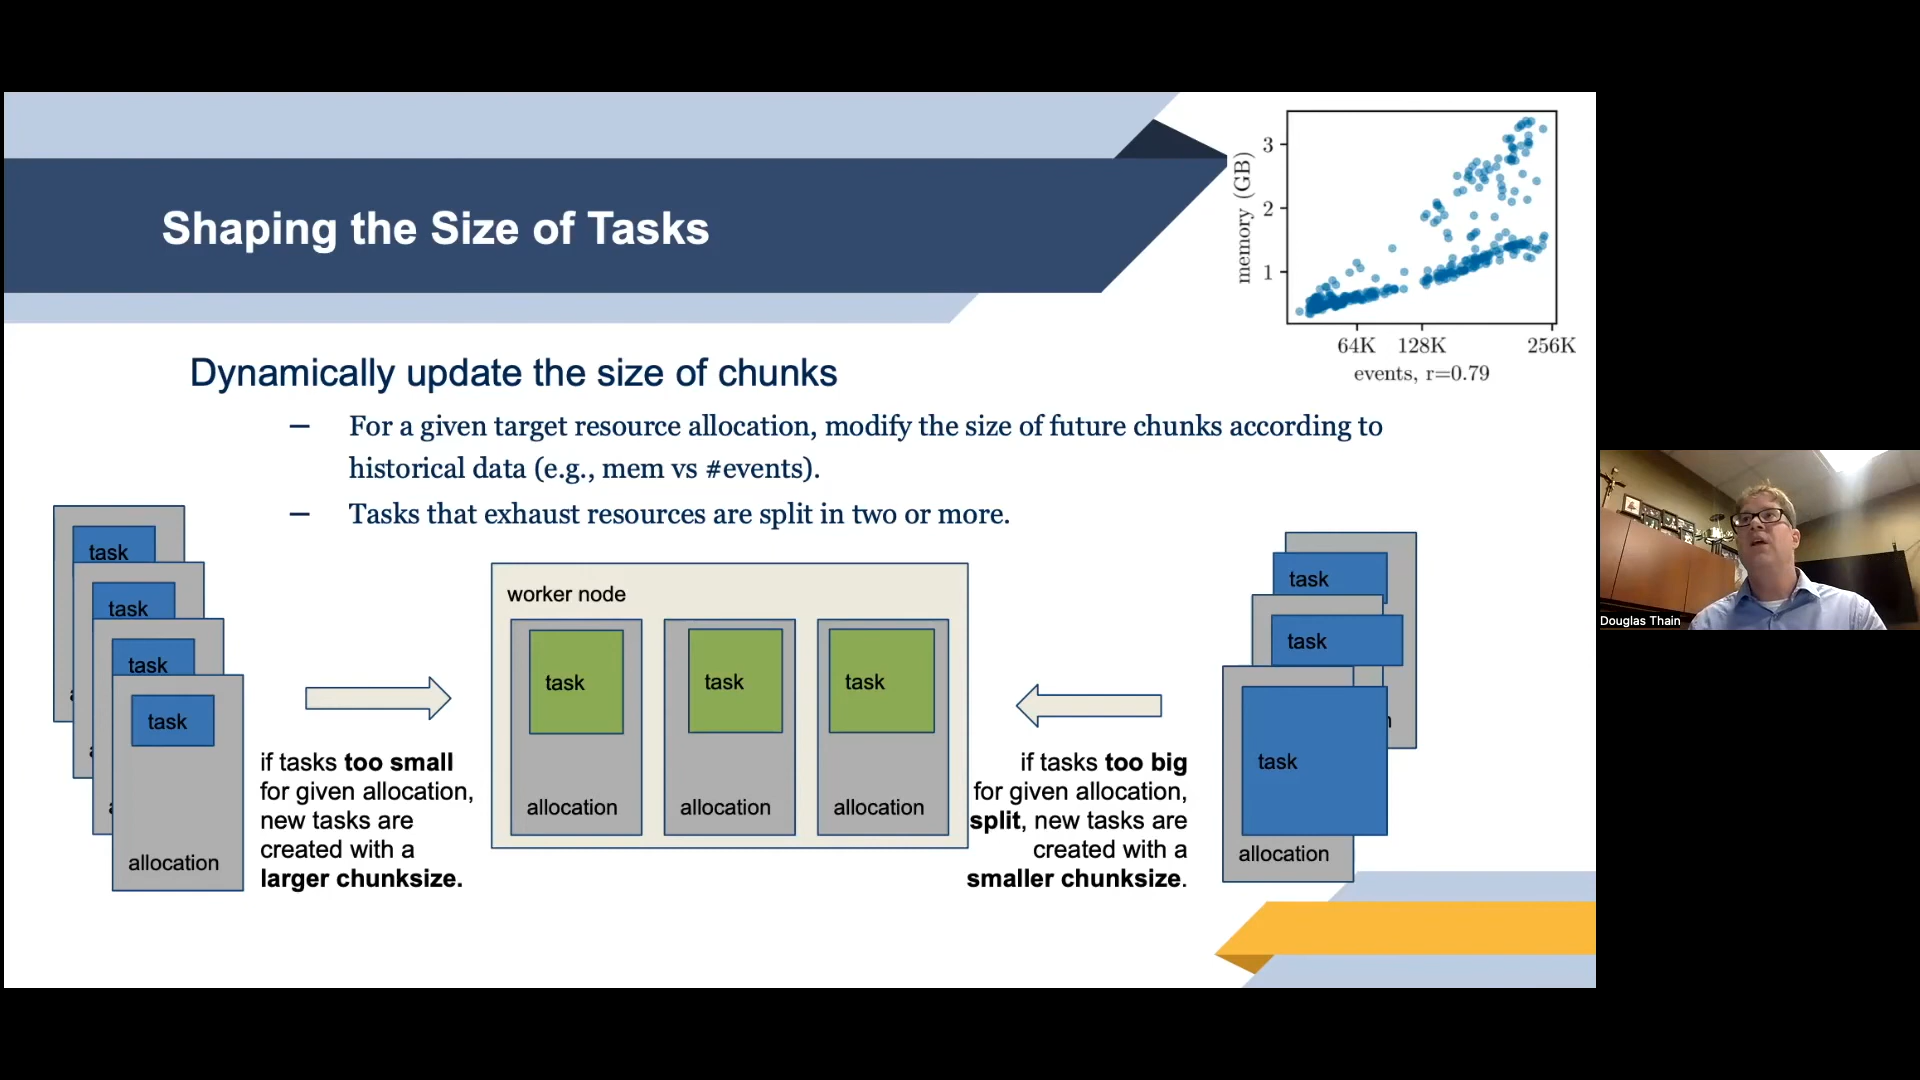 Shaping the Size of Tasks
3
2
1
memory (GB)
64K 128K 256K
events, r=0.79
Dynamically update the size of chunks
– For a given target resource allocation, modify the size of future chunks according to
historical data (e.g., mem vs #events).
– Tasks that exhaust resources are split in two or more.
task
task
task
task
allocation
if tasks too small
for given allocation,
new tasks are
created with a
larger chunksize.
worker node
task
allocation
task
allocation
task
allocation
if tasks too big
for given allocation,
split, new tasks are
created with a
smaller chunksize.
task
task
task
allocation
Douglas Thain